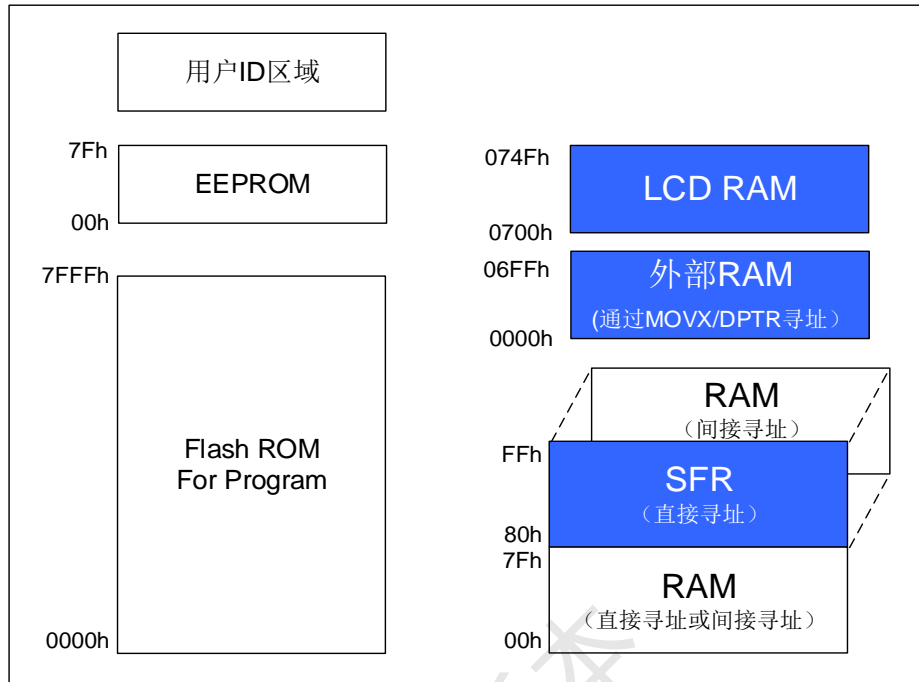 用户ID区域
7Fh
EEPROM
00h
7FFFh
Flash ROM
For Program
0000h
074Fh
LCD RAM
0700h
06FFh
外部RAM
(通过MOVX/DPTR寻址）
0000h
RAM
（间接寻址）
FFh
SFR
（直接寻址）
80h
7Fh
RAM
（直接寻址或间接寻址）
00h
本